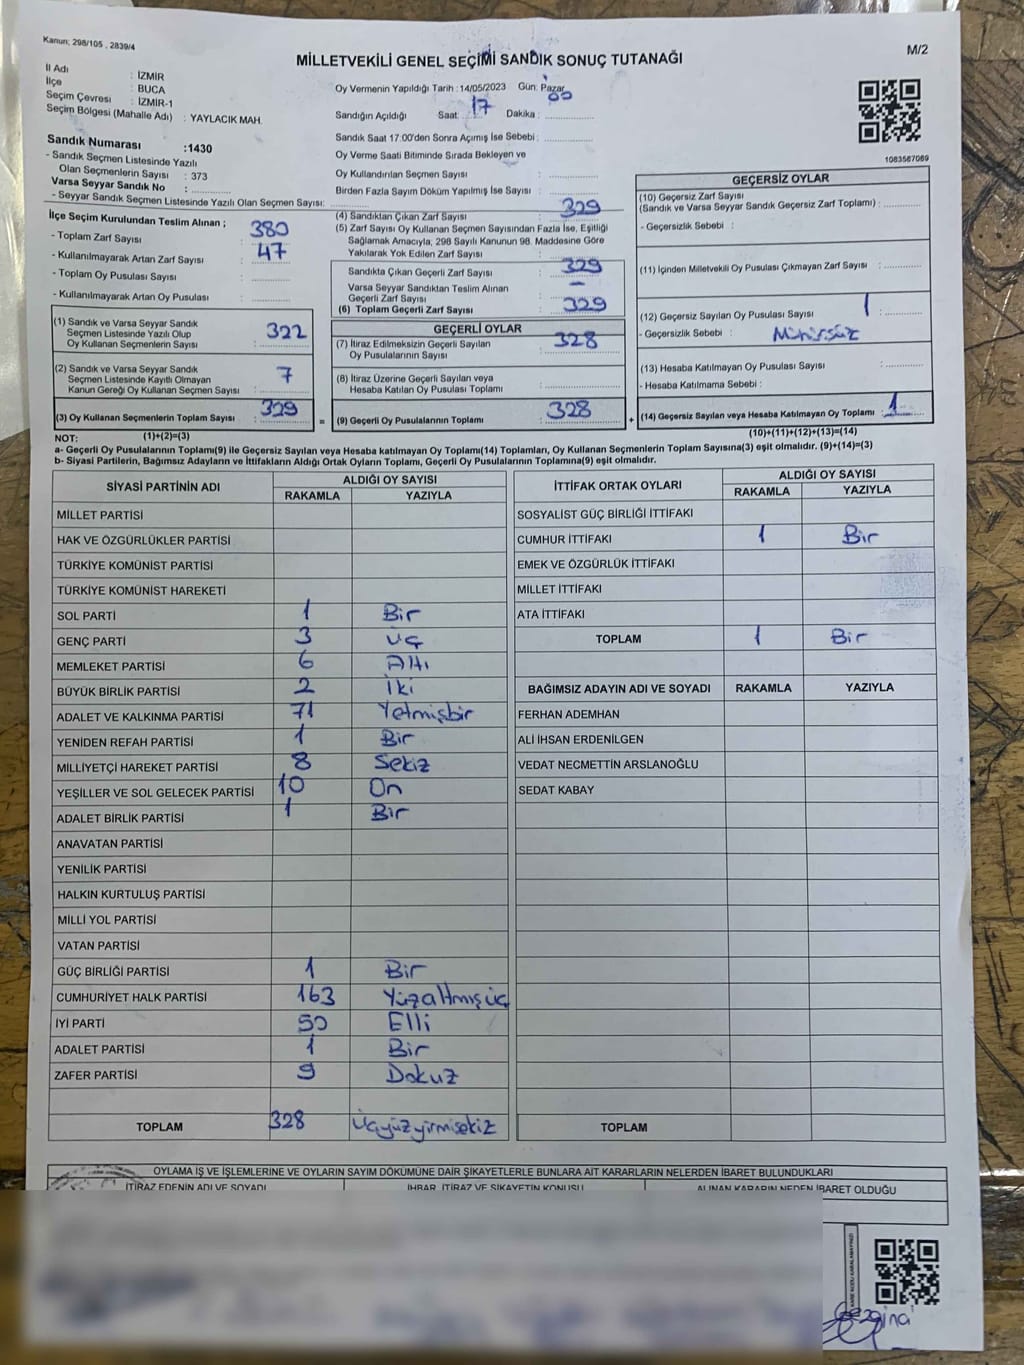 Kanun; 298/105 , 2839/4
M/2
MİLLETVEKİLİ GENEL SEÇİMİ SANDIK SONUÇ TUTANAĞI
İl Adı : İZMİR
İlçe : BUCA
Seçim Çevresi : İZMİR-1
Seçim Bölgesi (Mahalle Adı) : YAYLACIK MAH.
Sandık Numarası :1430
- Sandık Seçmen Listesinde Yazılı
Olan Seçmenlerin Sayısı : 373
Varsa Seyyar Sandık No :
- Seyyar Sandık Seçmen Listesinde Yazılı Olan Seçmen Sayısı:
Oy Vermenin Yapıldığı Tarih :14/05/2023 Gün: Pazar
Sandığın Açıldığı Saat: 17 Dakika : 00
Sandık Saat 17:00'den Sonra Açımış İse Sebebi :
Oy Verme Saati Bitiminde Sırada Bekleyen ve
Oy Kullandırılan Seçmen Sayısı :
Birden Fazla Sayım Döküm Yapılmış İse Sayısı :
1083567069
İlçe Seçim Kurulundan Teslim Alınan ;
- Toplam Zarf Sayısı : 380
- Kullanılmayarak Artan Zarf Sayısı : 47
- Toplam Oy Pusulası Sayısı :
- Kullanılmayarak Artan Oy Pusulası :
(1) Sandık ve Varsa Seyyar Sandık
Seçmen Listesinde Yazılı Olup
Oy Kullanan Seçmenlerin Sayısı : 322
(2) Sandık ve Varsa Seyyar Sandık
Seçmen Listesinde Kayıtlı Olmayan
Kanun Gereği Oy Kullanan Seçmen Sayısı : 7
(3) Oy Kullanan Seçmenlerin Toplam Sayısı : 329
(4) Sandıktan Çıkan Zarf Sayısı : 329
(5) Zarf Sayısı Oy Kullanan Seçmen Sayısından Fazla İse, Eşitliği
Sağlamak Amacıyla, 298 Sayılı Kanunun 98. Maddesine Göre
Yakılarak Yok Edilen Zarf Sayısı :
Sandıkta Çıkan Geçerli Zarf Sayısı : 329
Varsa Seyyar Sandıktan Teslim Alınan
Geçerli Zarf Sayısı : -
(6) Toplam Geçerli Zarf Sayısı : 329
GEÇERLİ OYLAR
(7) İtiraz Edilmeksizin Geçerli Sayılan
Oy Pusulalarının Sayısı : 328
(8) İtiraz Üzerine Geçerli Sayılan veya
Hesaba Katılan Oy Pusulası Toplamı :
= (9) Geçerli Oy Pusulalarının Toplamı : 328
GEÇERSİZ OYLAR
(10) Geçersiz Zarf Sayısı
(Sandık ve Varsa Seyyar Sandık Geçersiz Zarf Toplamı) :
- Geçersizlik Sebebi :
(11) İçinden Milletvekili Oy Pusulası Çıkmayan Zarf Sayısı :
(12) Geçersiz Sayılan Oy Pusulası Sayısı : 1
- Geçersizlik Sebebi : Mühürsüz
(13) Hesaba Katılmayan Oy Pusulası Sayısı :
- Hesaba Katılmama Sebebi :
+ (14) Geçersiz Sayılan veya Hesaba Katılmayan Oy Toplamı : 1
NOT: (1)+(2)=(3)
(10)+(11)+(12)+(13)=(14)
a- Geçerli Oy Pusulalarının Toplamı(9) ile Geçersiz Sayılan veya Hesaba katılmayan Oy Toplamı(14) Toplamları, Oy Kullanan Seçmenlerin Toplam Sayısına(3) eşit olmalıdır. (9)+(14)=(3)
b- Siyasi Partilerin, Bağımsız Adayların ve İttifakların Aldığı Ortak Oyların Toplamı, Geçerli Oy Pusulalarının Toplamına(9) eşit olmalıdır.
SİYASİ PARTİNİN ADI ALDIĞI OY SAYISI
RAKAMLA YAZIYLA
MİLLET PARTİSİ
HAK VE ÖZGÜRLÜKLER PARTİSİ
TÜRKİYE KOMÜNİST PARTİSİ
TÜRKİYE KOMÜNİST HAREKETİ
SOL PARTİ 1 Bir
GENÇ PARTİ 3 üç
MEMLEKET PARTİSİ 6 Altı
BÜYÜK BİRLİK PARTİSİ 2 İki
ADALET VE KALKINMA PARTİSİ 71 Yetmişbir
YENİDEN REFAH PARTİSİ 1 Bir
MİLLİYETÇİ HAREKET PARTİSİ 8 Sekiz
YEŞİLLER VE SOL GELECEK PARTİSİ 10 On
ADALET BİRLİK PARTİSİ 1 Bir
ANAVATAN PARTİSİ
YENİLİK PARTİSİ
HALKIN KURTULUŞ PARTİSİ
MİLLİ YOL PARTİSİ
VATAN PARTİSİ
GÜÇ BİRLİĞİ PARTİSİ 1 Bir
CUMHURİYET HALK PARTİSİ 163 Yüzaltmışüç
İYİ PARTİ 50 Elli
ADALET PARTİSİ 1 Bir
ZAFER PARTİSİ 9 Dokuz
TOPLAM 328 üçyüzyirmisekiz
İTTİFAK ORTAK OYLARI ALDIĞI OY SAYISI
RAKAMLA YAZIYLA
SOSYALİST GÜÇ BİRLİĞİ İTTİFAKI
CUMHUR İTTİFAKI 1 Bir
EMEK VE ÖZGÜRLÜK İTTİFAKI
MİLLET İTTİFAKI
ATA İTTİFAKI
TOPLAM 1 Bir
BAĞIMSIZ ADAYIN ADI VE SOYADI RAKAMLA YAZIYLA
FERHAN ADEMHAN
ALİ İHSAN ERDENİLGEN
VEDAT NECMETTİN ARSLANOĞLU
SEDAT KABAY
TOPLAM
OYLAMA İŞ VE İŞLEMLERİNE VE OYLARIN SAYIM DÖKÜMÜNE DAİR ŞİKAYETLERLE BUNLARA AİT KARARLARIN NELERDEN İBARET BULUNDUKLARI
İTİRAZ EDENİN ADI VE SOYADI İHBAR, İTİRAZ VE ŞİKAYETİN KONUSU ALINAN KARARIN NEDEN İBARET OLDUĞU